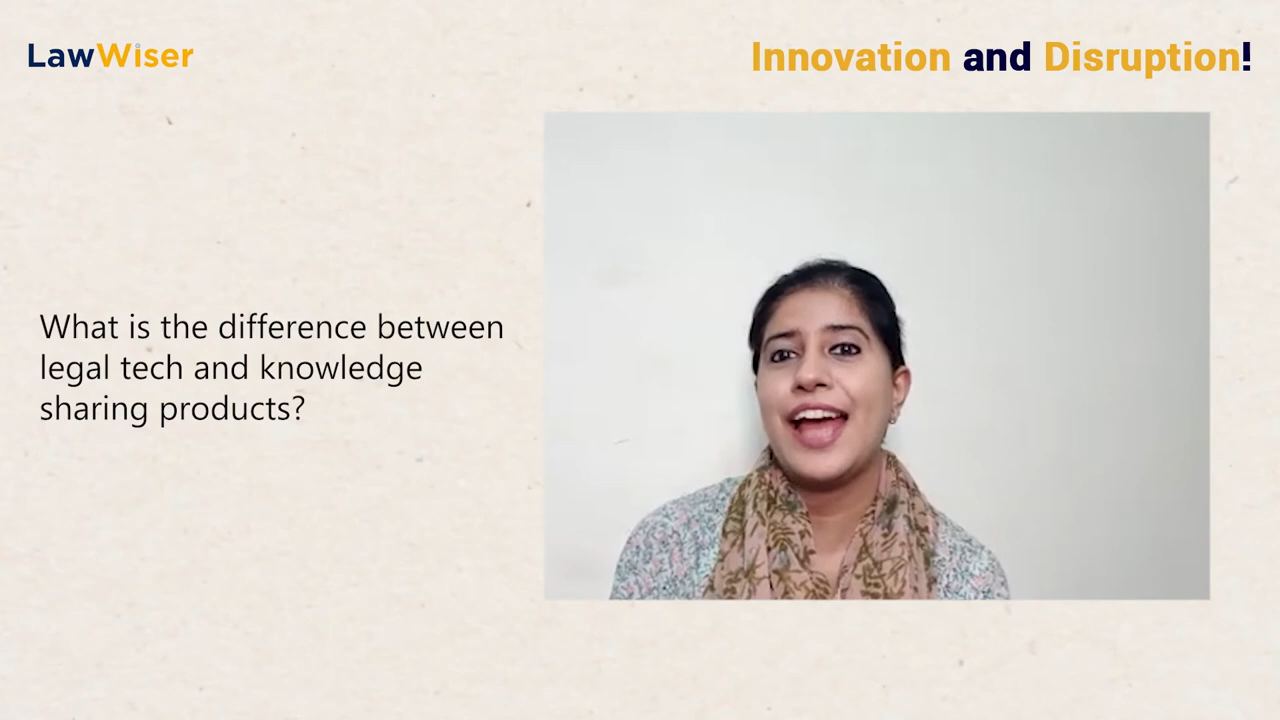 LawWiser
Innovation and Disruption!
What is the difference between
legal tech and knowledge
sharing products?